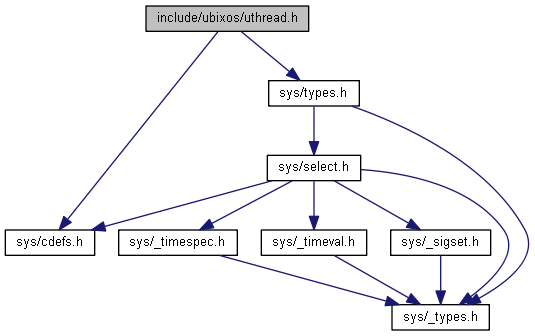 include/ubixos/uthread.h
sys/types.h
sys/select.h
sys/cdefs.h
sys/_timespec.h
sys/_timeval.h
sys/_sigset.h
sys/_types.h